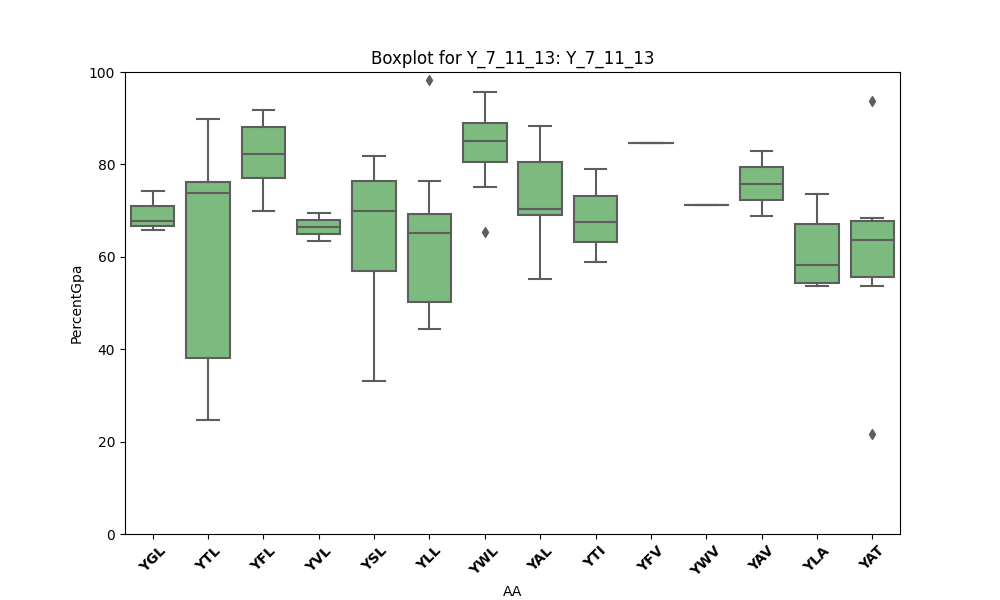 Boxplot for Y_7_11_13: Y_7_11_13
100
80
60
40
20
0
PercentGpa
YGL YTL YFL YVL YSL YLL YWL YAL YTI YFV YWV YAV YLA YAT
AA